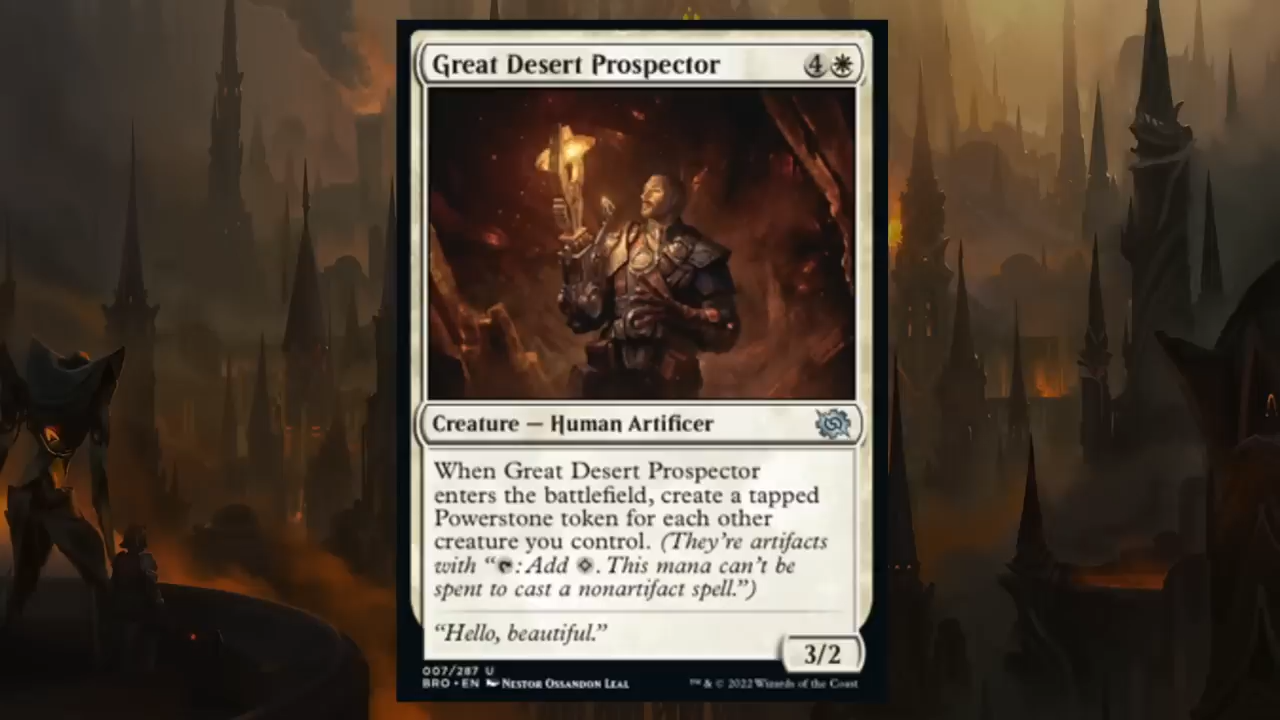 Great Desert Prospector 4
Creature — Human Artificer
When Great Desert Prospector
enters the battlefield, create a tapped
Powerstone token for each other
creature you control. (They're artifacts
with “: Add . This mana can't be
spent to cast a nonartifact spell.”)
“Hello, beautiful.”
3/2
007/287 U
BRO • EN Nestor Ossandon Leal
™ & © 2022 Wizards of the Coast